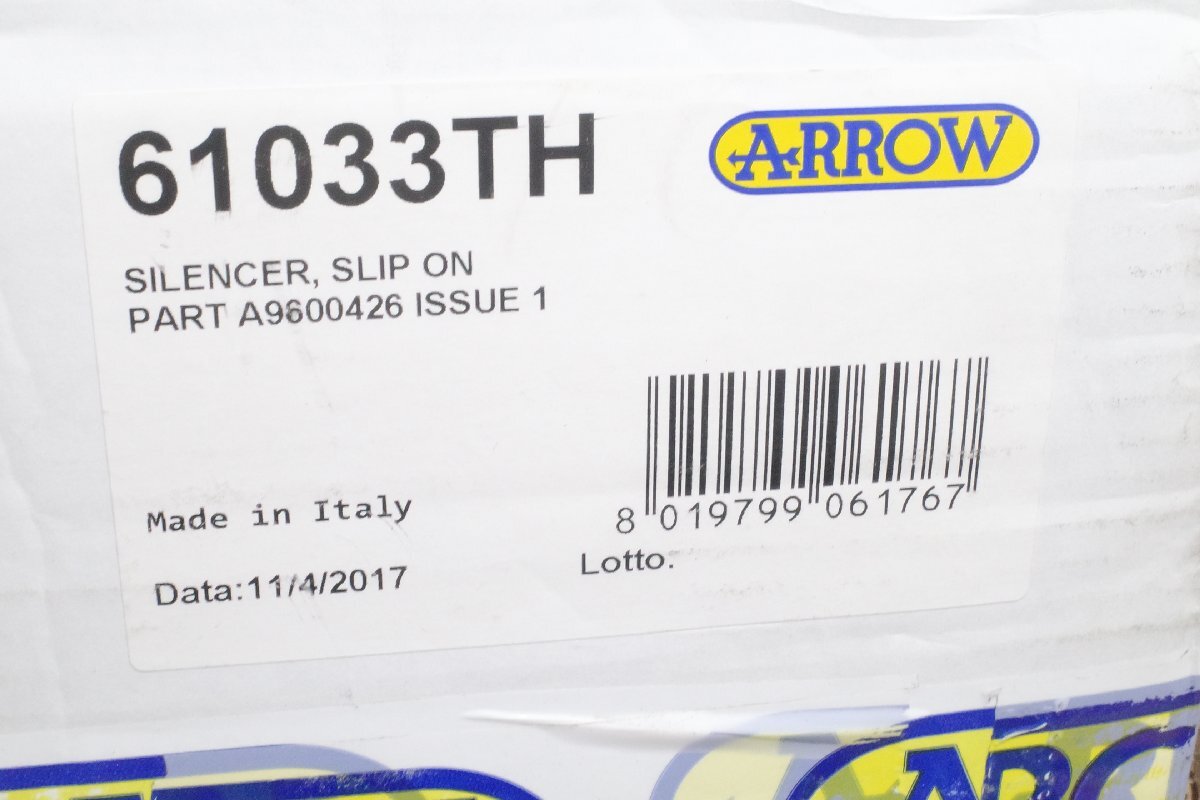 61033TH
ARROW
SILENCER, SLIP ON
PART A9600426 ISSUE 1
8 019799 061767
Made in Italy
Lotto.
Data:11/4/2017